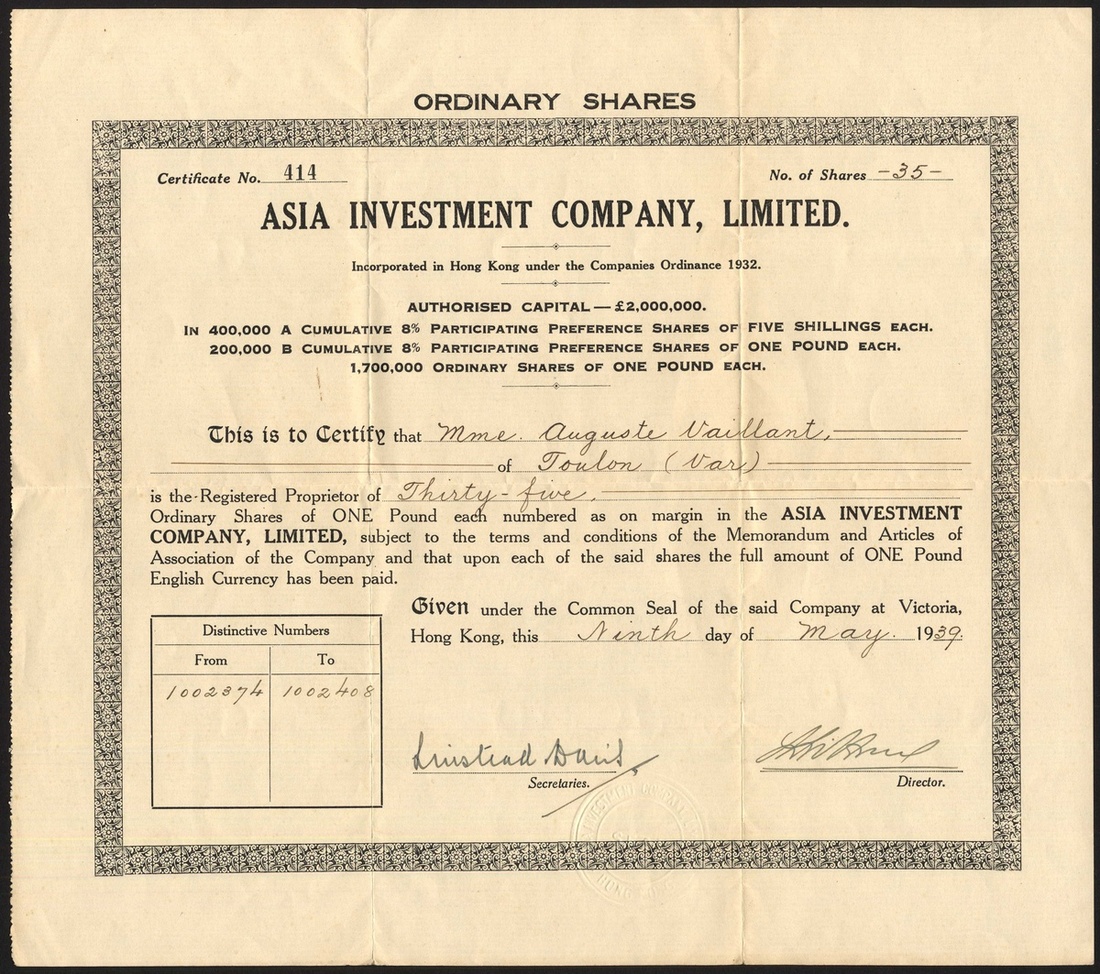 ORDINARY SHARES
Certificate No. 414 No. of Shares -35-
ASIA INVESTMENT COMPANY, LIMITED.
Incorporated in Hong Kong under the Companies Ordinance 1932.
AUTHORISED CAPITAL — £2,000,000.
IN 400,000 A CUMULATIVE 8% PARTICIPATING PREFERENCE SHARES OF FIVE SHILLINGS EACH.
200,000 B CUMULATIVE 8% PARTICIPATING PREFERENCE SHARES OF ONE POUND EACH.
1,700,000 ORDINARY SHARES OF ONE POUND EACH.
This is to Certify that Mme. Auguste Vaillant,
of Toulon (Var)
is the Registered Proprietor of Thirty-five.
Ordinary Shares of ONE Pound each numbered as on margin in the ASIA INVESTMENT
COMPANY, LIMITED, subject to the terms and conditions of the Memorandum and Articles of
Association of the Company and that upon each of the said shares the full amount of ONE Pound
English Currency has been paid.
Given under the Common Seal of the said Company at Victoria,
Hong Kong, this Ninth day of May. 1939.
Distinctive Numbers
From To
1002374 1002408
Linstead Davis
Secretaries. Director.
INVESTMENT COMPANY
HONG KONG